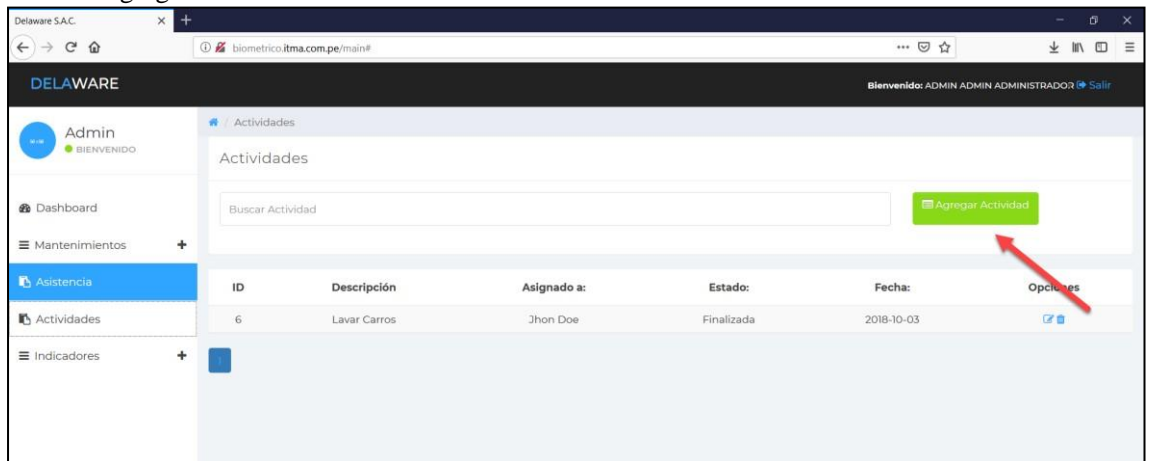 Delaware S.A.C.
biometrico.itma.com.pe/main#
DELAWARE
Bienvenido: ADMIN ADMIN ADMINISTRADOR Salir
Admin
BIENVENIDO
Dashboard
Mantenimientos
Asistencia
Actividades
Indicadores
/ Actividades
Actividades
Buscar Actividad
Agregar Actividad
ID Descripción Asignado a: Estado: Fecha: Opciones
6 Lavar Carros Jhon Doe Finalizada 2018-10-03
1